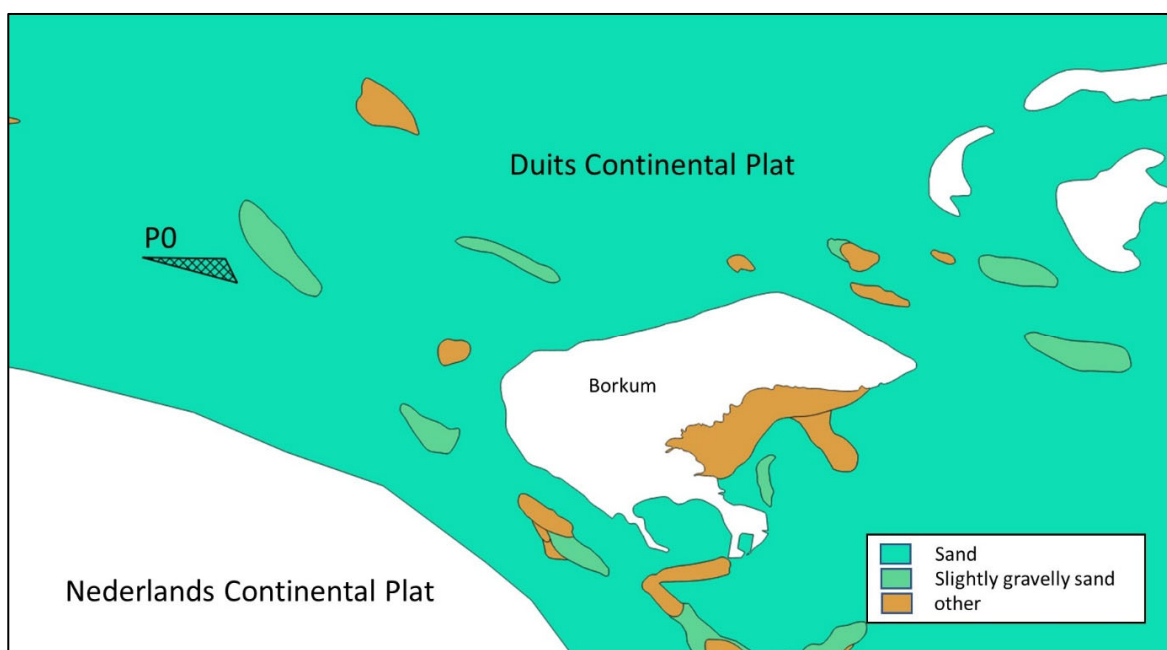 Duits Continental Plat
P0
Borkum
Nederlands Continental Plat
Sand
Slightly gravelly sand
other